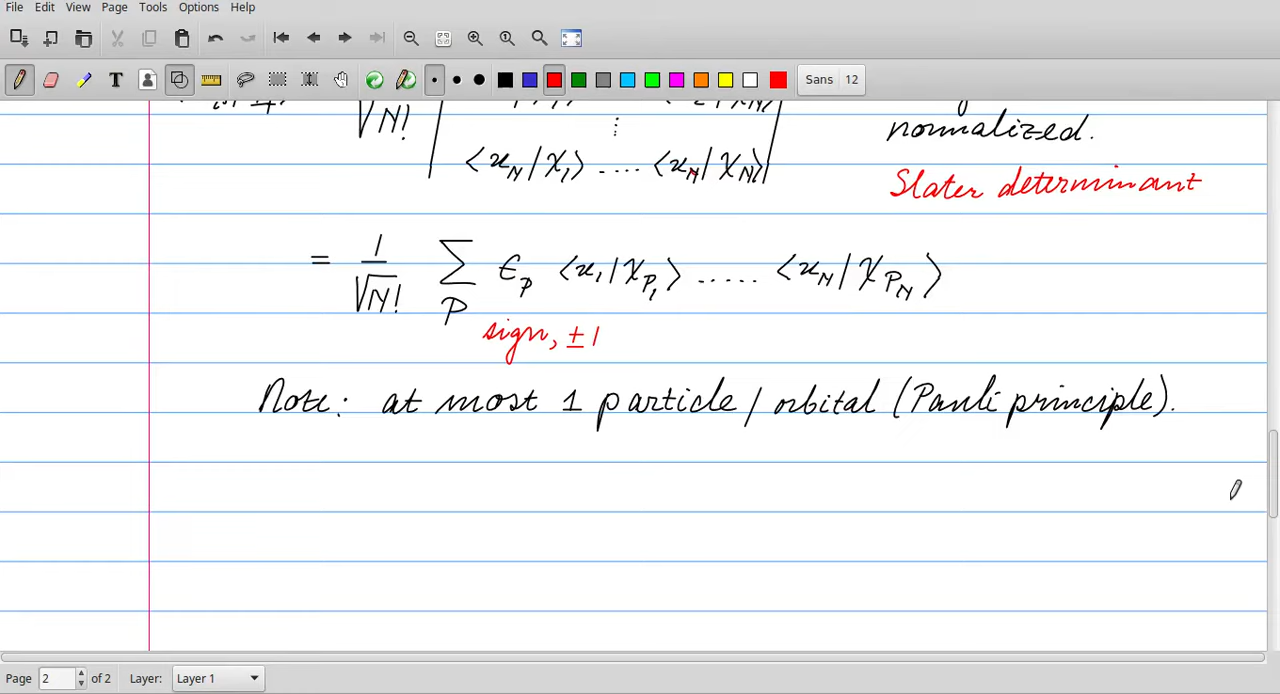 File Edit View Page Tools Options Help
Sans 12
√N!
⋮
normalized.
⟨x_N|χ_1⟩ .... ⟨x_N|χ_N⟩
Slater determinant
= 1/√N! Σ_P ϵ_P ⟨x_1|χ_{P_1}⟩ ..... ⟨x_N|χ_{P_N}⟩
sign, ±1
Note: at most 1 particle / orbital (Pauli principle).
Page 2 of 2 Layer: Layer 1